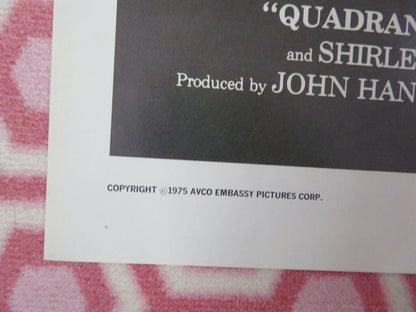 “QUADRAN
and SHIRLE
Produced by JOHN HAN
COPYRIGHT ©1975 AVCO EMBASSY PICTURES CORP.